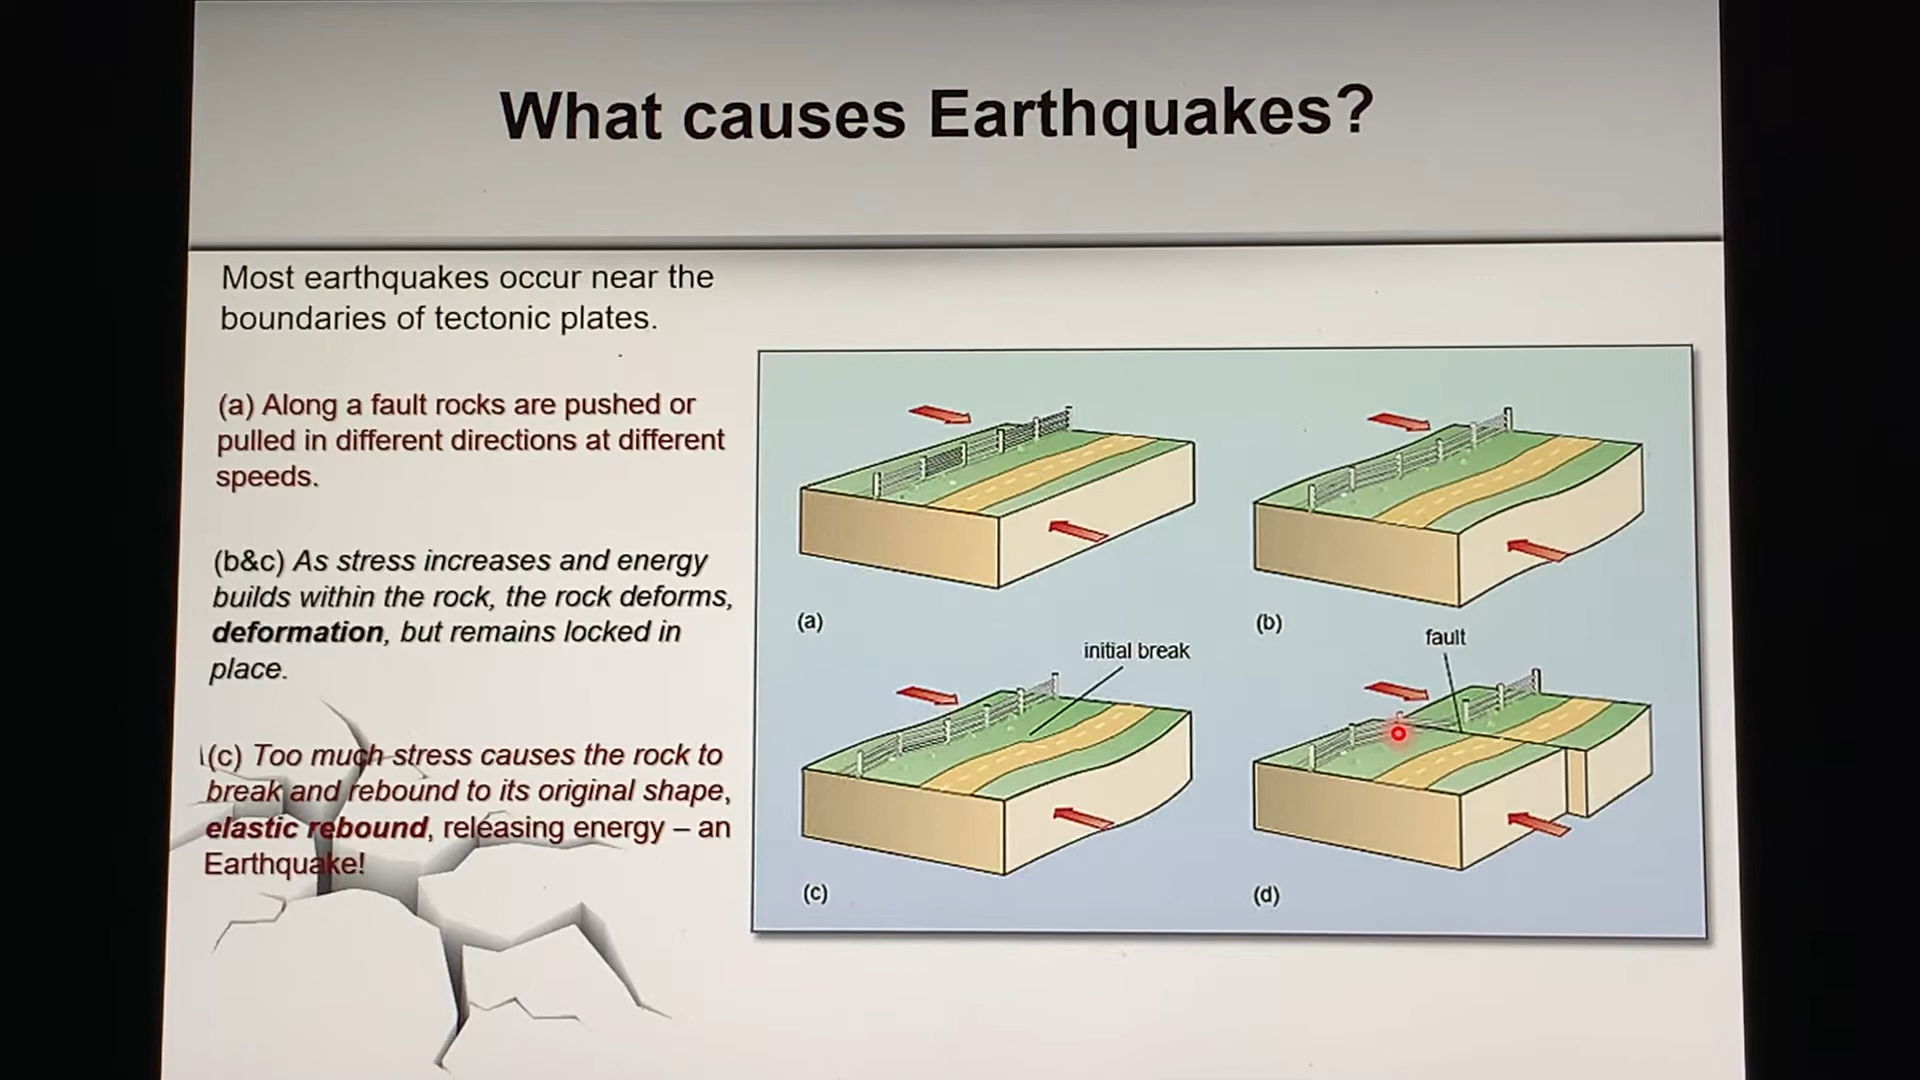 What causes Earthquakes?
Most earthquakes occur near the
boundaries of tectonic plates.
(a) Along a fault rocks are pushed or
pulled in different directions at different
speeds.
(b&c) As stress increases and energy
builds within the rock, the rock deforms,
deformation, but remains locked in
place.
(c) Too much stress causes the rock to
break and rebound to its original shape,
elastic rebound, releasing energy – an
Earthquake!
(a)
(b)
initial break
fault
(c)
(d)